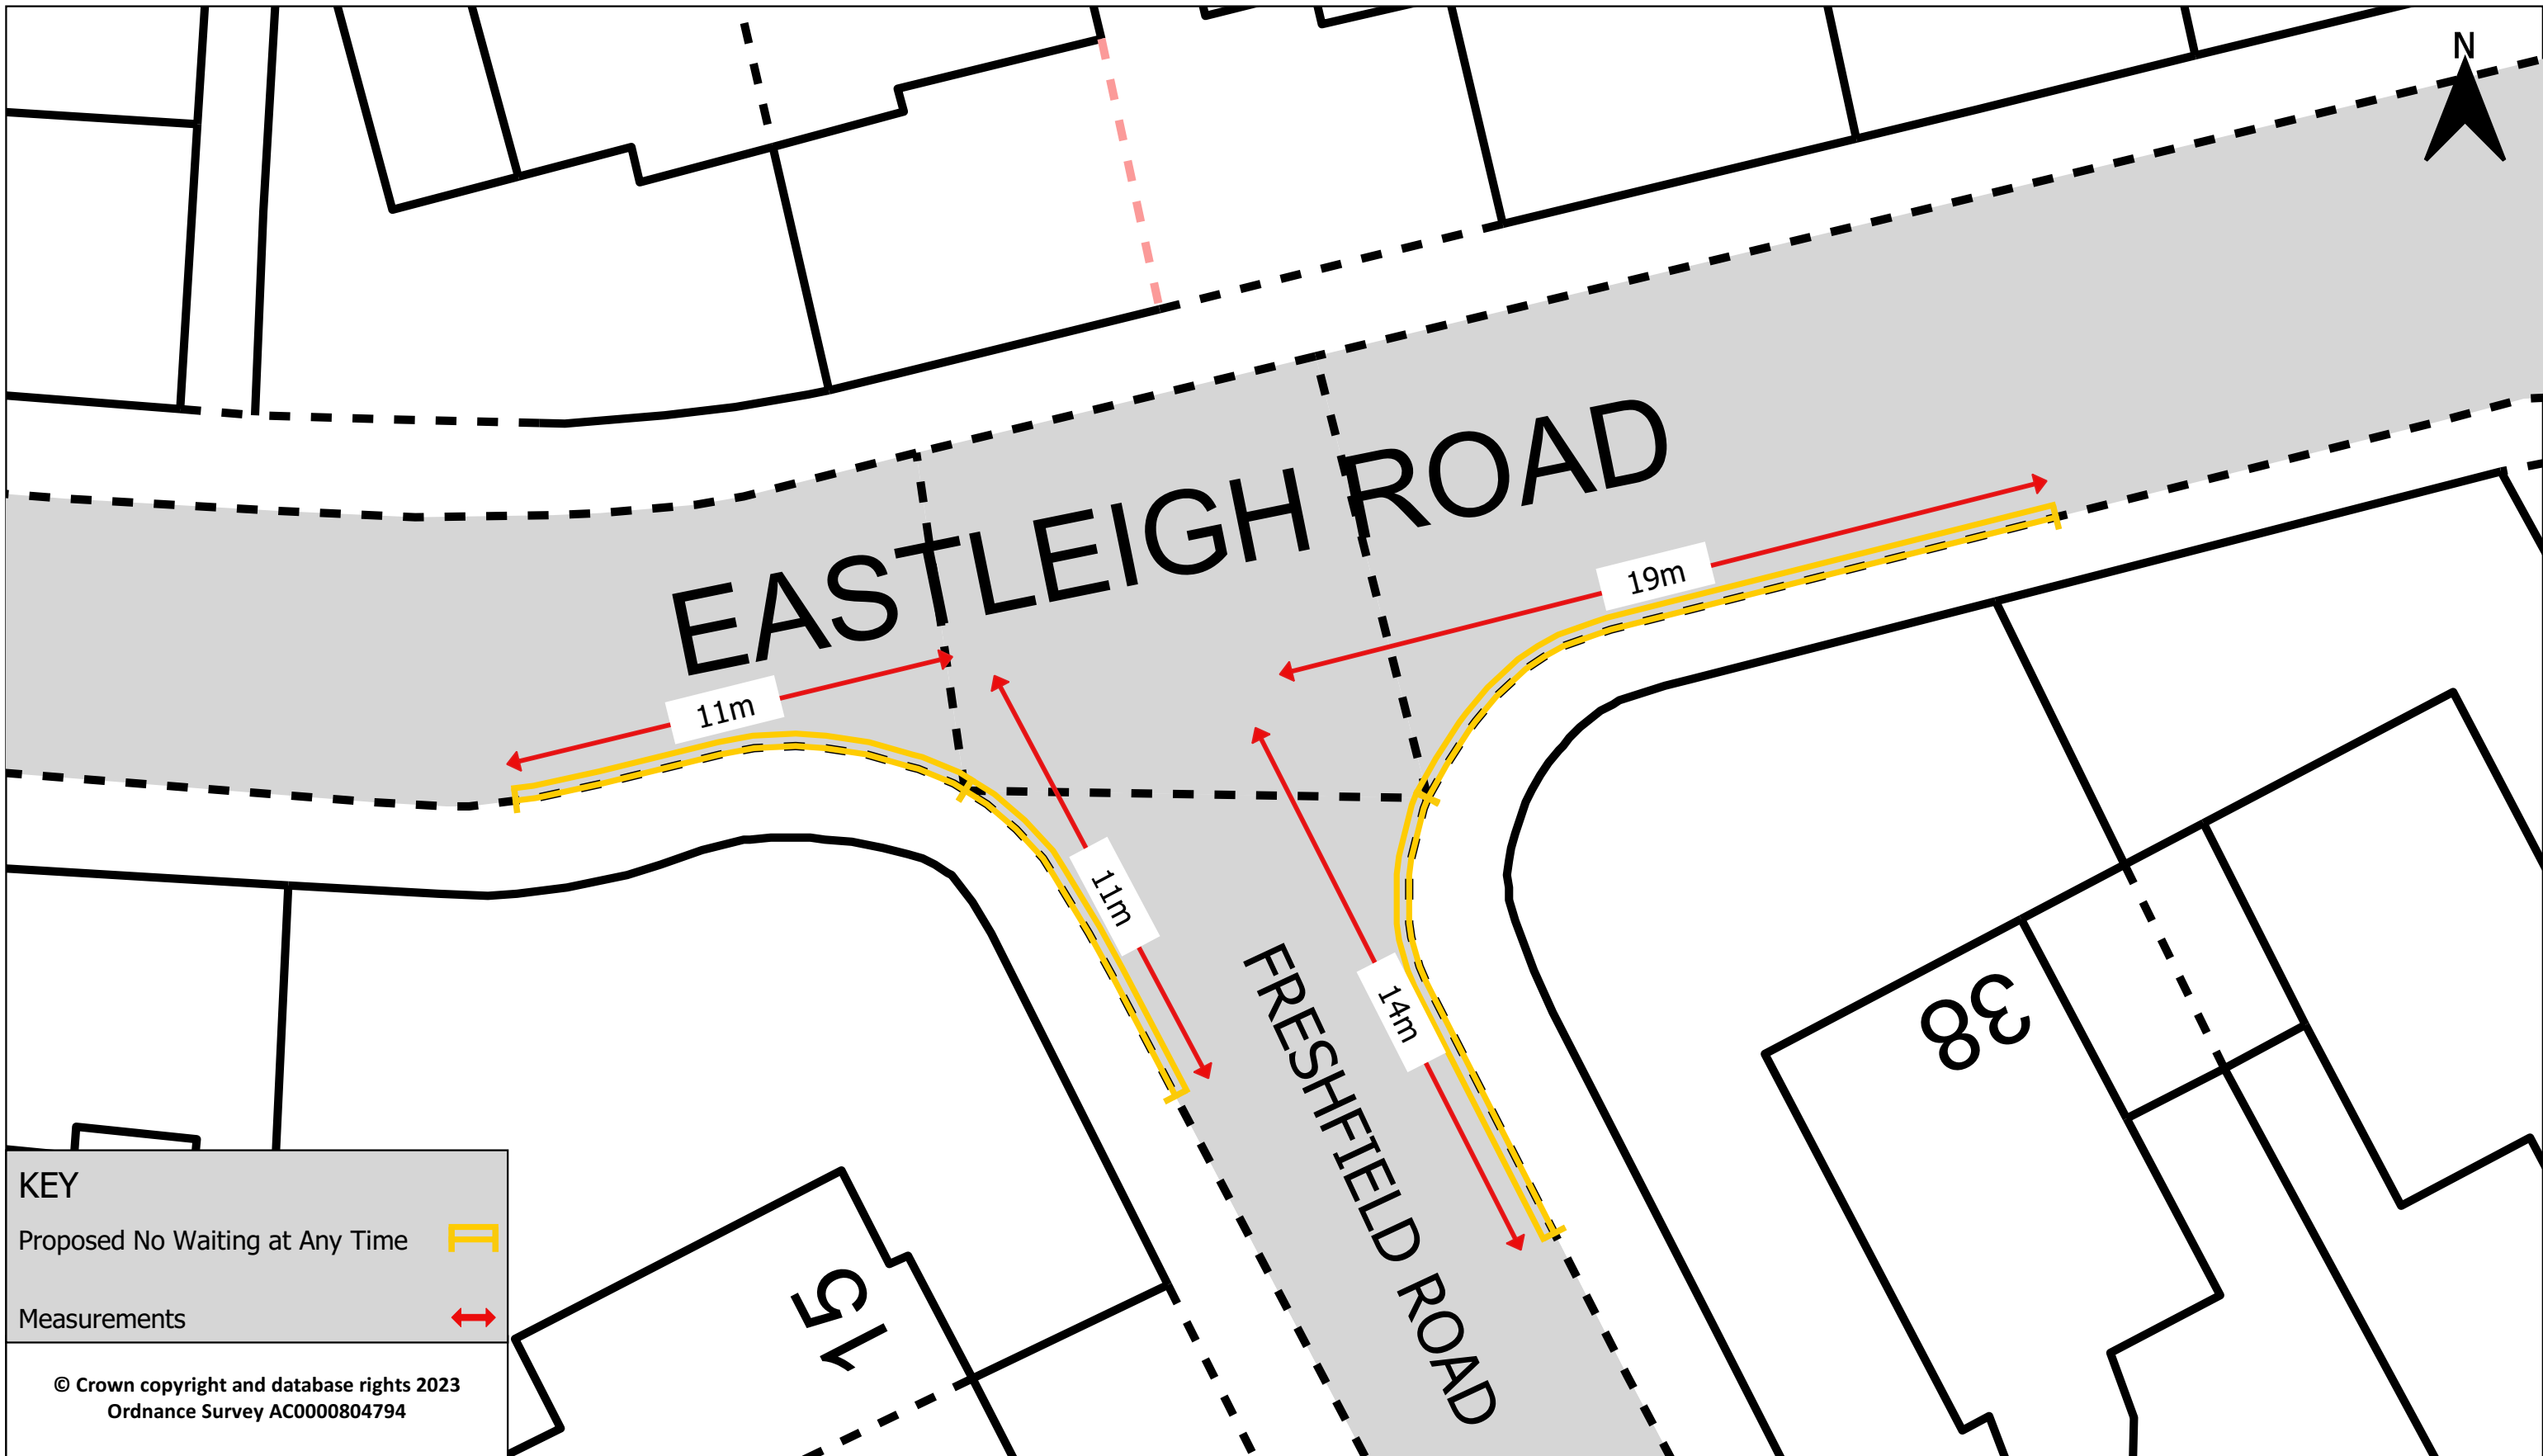 N
EASTLEIGH ROAD
19m
11m
11m
14m
FRESHFIELD ROAD
38
15
KEY
Proposed No Waiting at Any Time
Measurements
© Crown copyright and database rights 2023
Ordnance Survey AC0000804794